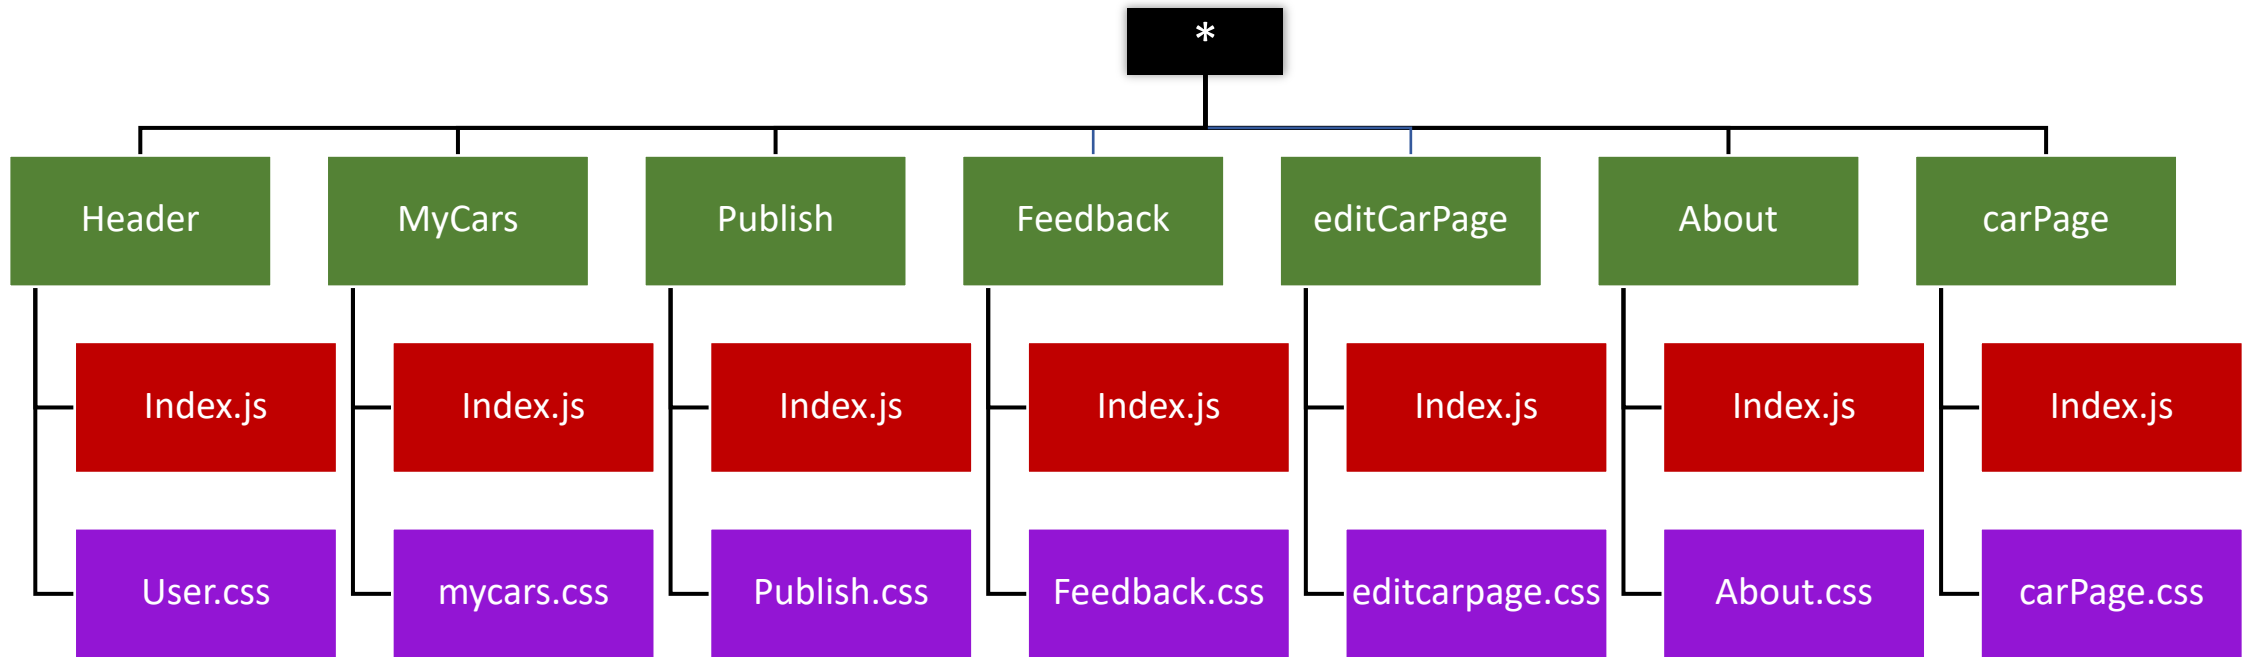 *
Header
MyCars
Publish
Feedback
editCarPage
About
carPage
Index.js
Index.js
Index.js
Index.js
Index.js
Index.js
Index.js
User.css
mycars.css
Publish.css
Feedback.css
editcarpage.css
About.css
carPage.css